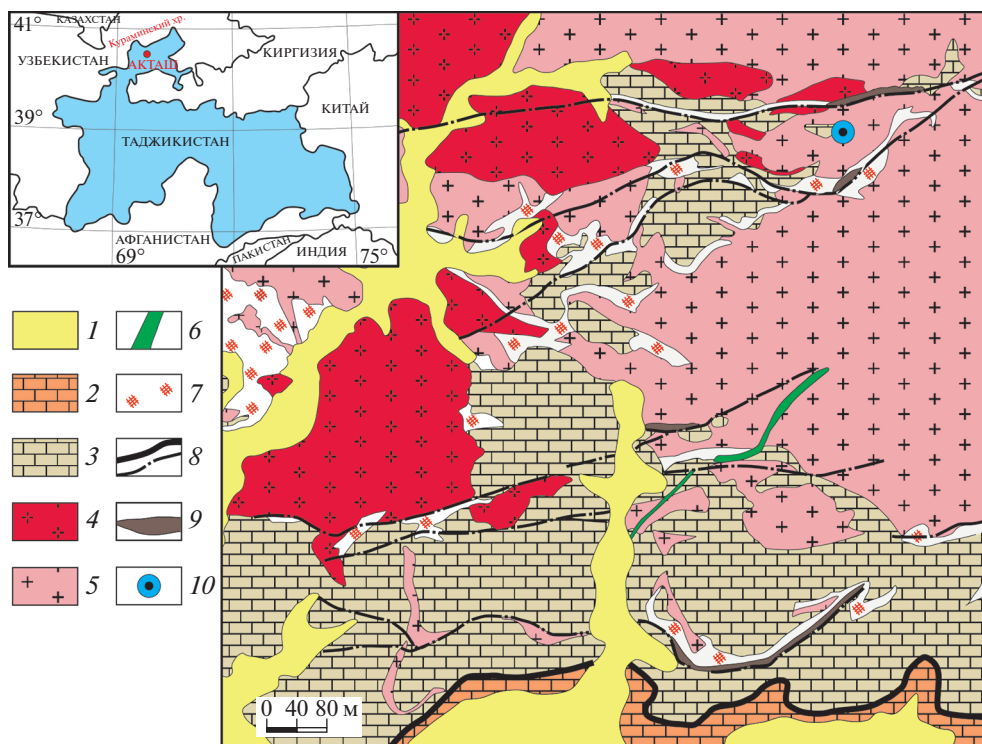 41°
КАЗАХСТАН
Кураминский хр.
УЗБЕКИСТАН
АКТАШ
КИРГИЗИЯ
КИТАЙ
39°
ТАДЖИКИСТАН
37°
АФГАНИСТАН
ПАКИСТАН
ИНДИЯ
69°
75°
1
6
2
7
3
8
4
9
5
10
0 40 80 м